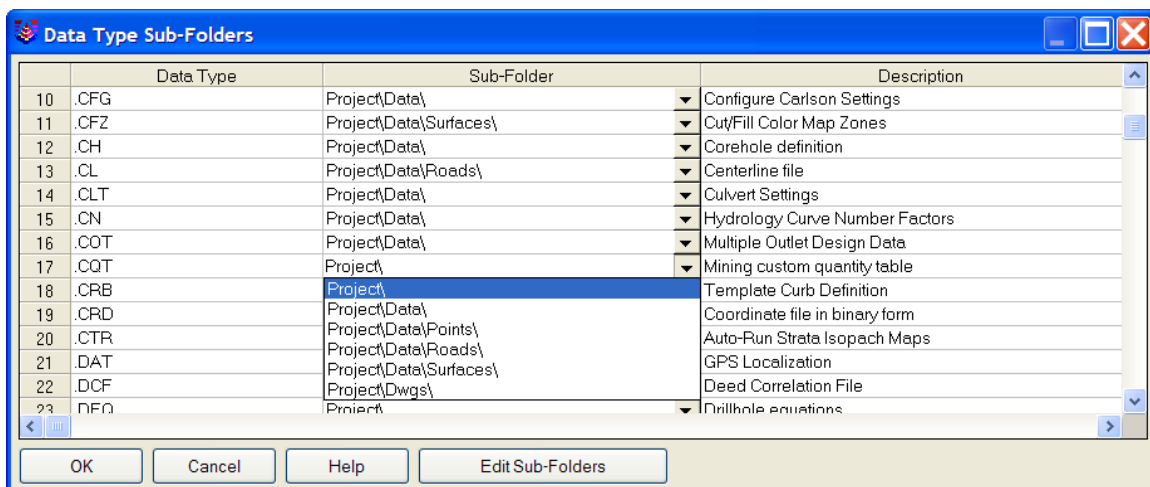 Data Type Sub-Folders
Data Type Sub-Folder Description
10 .CFG Project\Data\ Configure Carlson Settings
11 .CFZ Project\Data\Surfaces\ Cut/Fill Color Map Zones
12 .CH Project\Data\ Corehole definition
13 .CL Project\Data\Roads\ Centerline file
14 .CLT Project\Data\ Culvert Settings
15 .CN Project\Data\ Hydrology Curve Number Factors
16 .COT Project\Data\ Multiple Outlet Design Data
17 .CQT Project\ Mining custom quantity table
18 .CRB Project\ Template Curb Definition
19 .CRD Project\Data\ Coordinate file in binary form
Project\Data\Points\
20 .CTR Project\Data\Roads\ Auto-Run Strata Isopach Maps
21 .DAT Project\Data\Surfaces\ GPS Localization
22 .DCF Project\Dwgs\ Deed Correlation File
23 .DEQ Project\ Drillhole equations
OK Cancel Help Edit Sub-Folders